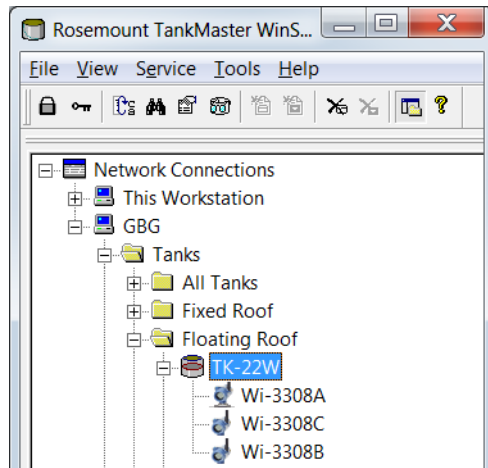 Rosemount TankMaster WinS...
File View Service Tools Help
Network Connections
This Workstation
GBG
Tanks
All Tanks
Fixed Roof
Floating Roof
TK-22W
Wi-3308A
Wi-3308C
Wi-3308B